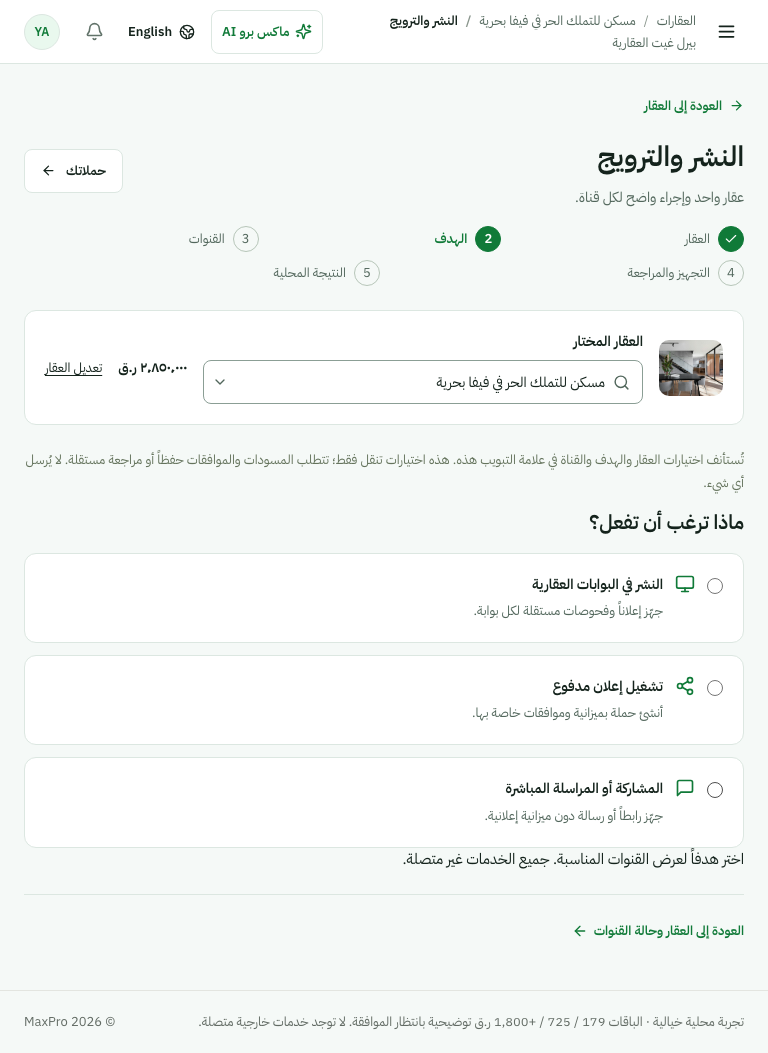 العقارات / مسكن للتملك الحر في فيفا بحرية / النشر والترويج
بيرل غيت العقارية
ماكس برو AI
English
YA
العودة إلى العقار
النشر والترويج
عقار واحد وإجراء واضح لكل قناة.
حملاتك
العقار
2 الهدف
3 القنوات
4 التجهيز والمراجعة
5 النتيجة المحلية
العقار المختار
مسكن للتملك الحر في فيفا بحرية
٢٬٨٥٠٬٠٠٠ ر.ق
تعديل العقار
تُستأنف اختيارات العقار والهدف والقناة في علامة التبويب هذه. هذه اختيارات تنقل فقط؛ تتطلب المسودات والموافقات حفظاً أو مراجعة مستقلة. لا يُرسل
أي شيء.
ماذا ترغب أن تفعل؟
النشر في البوابات العقارية
جهّز إعلاناً وفحوصات مستقلة لكل بوابة.
تشغيل إعلان مدفوع
أنشئ حملة بميزانية وموافقات خاصة بها.
المشاركة أو المراسلة المباشرة
جهّز رابطاً أو رسالة دون ميزانية إعلانية.
اختر هدفاً لعرض القنوات المناسبة. جميع الخدمات غير متصلة.
العودة إلى العقار وحالة القنوات
تجربة محلية خيالية · الباقات 179 / 725 / +1,800 ر.ق توضيحية بانتظار الموافقة. لا توجد خدمات خارجية متصلة.
© 2026 MaxPro